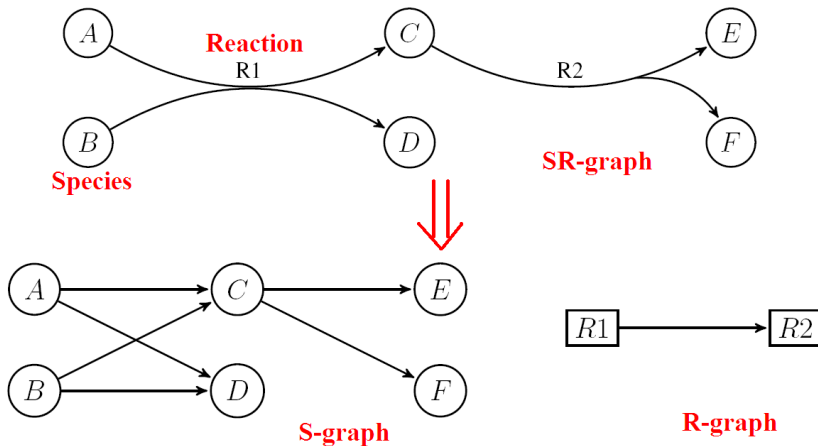 A
Reaction
C
E
R1
R2
B
D
F
Species
SR-graph
A
C
E
R1
R2
B
D
F
S-graph
R-graph